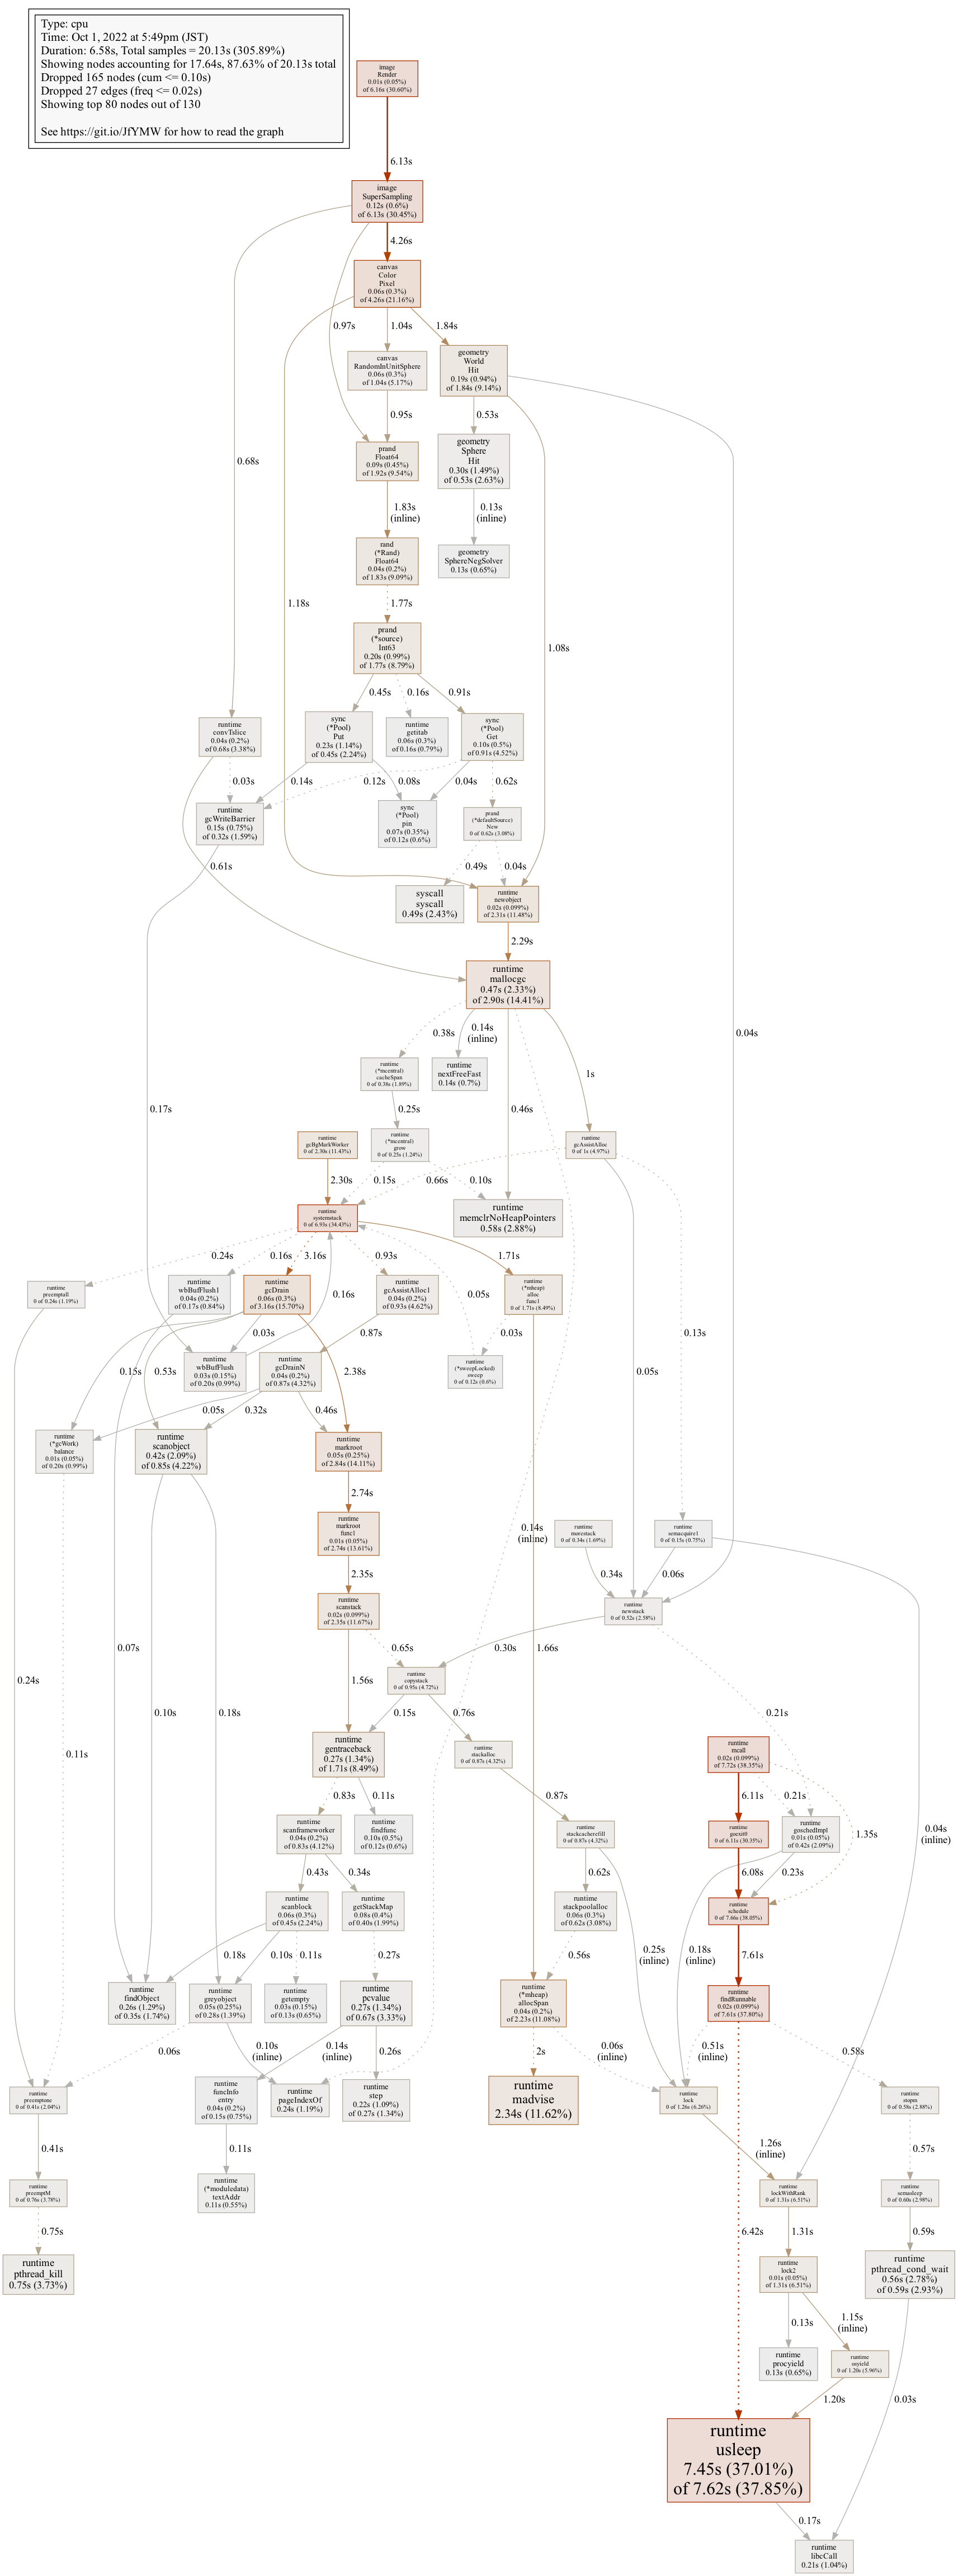 Type: cpu
Time: Oct 1, 2022 at 5:49pm (JST)
Duration: 6.58s, Total samples = 20.13s (305.89%)
Showing nodes accounting for 17.64s, 87.63% of 20.13s total
Dropped 165 nodes (cum <= 0.10s)
Dropped 27 edges (freq <= 0.02s)
Showing top 80 nodes out of 130
See https://git.io/JfYMW for how to read the graph
image
Render
0.01s (0.05%)
of 6.16s (30.60%)
6.13s
image
SuperSampling
0.12s (0.6%)
of 6.13s (30.45%)
4.26s
canvas
Color
Pixel
0.06s (0.3%)
of 4.26s (21.16%)
0.97s
1.04s
1.84s
canvas
RandomInUnitSphere
0.06s (0.3%)
of 1.04s (5.17%)
geometry
World
Hit
0.19s (0.94%)
of 1.84s (9.14%)
0.95s
0.53s
0.68s
prand
Float64
0.09s (0.45%)
of 1.92s (9.54%)
geometry
Sphere
Hit
0.30s (1.49%)
of 0.53s (2.63%)
1.83s
(inline)
0.13s
(inline)
rand
(*Rand)
Float64
0.04s (0.2%)
of 1.83s (9.09%)
geometry
SphereNegSolver
0.13s (0.65%)
1.18s
1.77s
1.08s
prand
(*source)
Int63
0.20s (0.99%)
of 1.77s (8.79%)
0.45s
0.16s
0.91s
runtime
convTslice
0.04s (0.2%)
of 0.68s (3.38%)
sync
(*Pool)
Put
0.23s (1.14%)
of 0.45s (2.24%)
runtime
getitab
0.06s (0.3%)
of 0.16s (0.79%)
sync
(*Pool)
Get
0.10s (0.5%)
of 0.91s (4.52%)
0.03s
0.14s
0.12s
0.08s
0.04s
0.62s
runtime
gcWriteBarrier
0.15s (0.75%)
of 0.32s (1.59%)
sync
(*Pool)
pin
0.07s (0.35%)
of 0.12s (0.6%)
prand
(*defaultSource)
New
0 of 0.62s (3.08%)
0.61s
0.49s
0.04s
syscall
syscall
0.49s (2.43%)
runtime
newobject
0.02s (0.099%)
of 2.31s (11.48%)
2.29s
runtime
mallocgc
0.47s (2.33%)
of 2.90s (14.41%)
0.38s
0.14s
(inline)
0.04s
1s
runtime
(*mcentral)
cacheSpan
0 of 0.38s (1.89%)
runtime
nextFreeFast
0.14s (0.7%)
0.17s
0.25s
0.46s
runtime
gcBgMarkWorker
0 of 2.30s (11.43%)
runtime
(*mcentral)
grow
0 of 0.25s (1.24%)
runtime
gcAssistAlloc
0 of 1s (4.97%)
2.30s
0.15s
0.66s
0.10s
runtime
systemstack
0 of 6.93s (34.43%)
runtime
memclrNoHeapPointers
0.58s (2.88%)
0.24s
0.16s
3.16s
0.93s
1.71s
runtime
preemptall
0 of 0.24s (1.19%)
runtime
wbBufFlush1
0.04s (0.2%)
of 0.17s (0.84%)
runtime
gcDrain
0.06s (0.3%)
of 3.16s (15.70%)
0.16s
runtime
gcAssistAlloc1
0.04s (0.2%)
of 0.93s (4.62%)
0.05s
runtime
(*mheap)
alloc
func1
0 of 1.71s (8.49%)
0.03s
0.87s
0.03s
0.13s
0.15s
0.53s
runtime
wbBufFlush
0.03s (0.15%)
of 0.20s (0.99%)
runtime
gcDrainN
0.04s (0.2%)
of 0.87s (4.32%)
2.38s
runtime
(*sweepLocked)
sweep
0 of 0.12s (0.6%)
0.05s
0.05s
0.32s
0.46s
runtime
(*gcWork)
balance
0.01s (0.05%)
of 0.20s (0.99%)
runtime
scanobject
0.42s (2.09%)
of 0.85s (4.22%)
runtime
markroot
0.05s (0.25%)
of 2.84s (14.11%)
2.74s
runtime
markroot
func1
0.01s (0.05%)
of 2.74s (13.61%)
0.14s
(inline)
runtime
morestack
0 of 0.34s (1.69%)
runtime
semacquire1
0 of 0.15s (0.75%)
2.35s
0.34s
0.06s
runtime
scanstack
0.02s (0.099%)
of 2.35s (11.67%)
runtime
newstack
0 of 0.52s (2.58%)
0.07s
0.65s
0.30s
1.66s
0.24s
0.10s
0.18s
1.56s
runtime
copystack
0 of 0.95s (4.72%)
0.15s
0.76s
0.21s
0.11s
runtime
gentraceback
0.27s (1.34%)
of 1.71s (8.49%)
runtime
stackalloc
0 of 0.87s (4.32%)
runtime
mcall
0.02s (0.099%)
of 7.72s (38.35%)
0.83s
0.11s
0.87s
6.11s
0.21s
1.35s
0.04s
(inline)
runtime
scanframeworker
0.04s (0.2%)
of 0.83s (4.12%)
runtime
findfunc
0.10s (0.5%)
of 0.12s (0.6%)
runtime
stackcacherefill
0 of 0.87s (4.32%)
runtime
goexit0
0 of 6.11s (30.35%)
runtime
goschedImpl
0.01s (0.05%)
of 0.42s (2.09%)
0.43s
0.34s
0.62s
6.08s
0.23s
runtime
scanblock
0.06s (0.3%)
of 0.45s (2.24%)
runtime
getStackMap
0.08s (0.4%)
of 0.40s (1.99%)
runtime
stackpoolalloc
0.06s (0.3%)
of 0.62s (3.08%)
runtime
schedule
0 of 7.66s (38.05%)
0.18s
0.10s
0.11s
0.27s
0.56s
0.25s
(inline)
0.18s
(inline)
7.61s
runtime
findObject
0.26s (1.29%)
of 0.35s (1.74%)
runtime
greyobject
0.05s (0.25%)
of 0.28s (1.39%)
runtime
getempty
0.03s (0.15%)
of 0.13s (0.65%)
runtime
pcvalue
0.27s (1.34%)
of 0.67s (3.33%)
runtime
(*mheap)
allocSpan
0.04s (0.2%)
of 2.23s (11.08%)
runtime
findRunnable
0.02s (0.099%)
of 7.61s (37.80%)
0.06s
0.10s
(inline)
0.14s
(inline)
0.26s
2s
0.06s
(inline)
0.51s
(inline)
0.58s
runtime
preemptone
0 of 0.41s (2.04%)
runtime
funcInfo
entry
0.04s (0.2%)
of 0.15s (0.75%)
runtime
pageIndexOf
0.24s (1.19%)
runtime
step
0.22s (1.09%)
of 0.27s (1.34%)
runtime
madvise
2.34s (11.62%)
runtime
lock
0 of 1.26s (6.26%)
runtime
stopm
0 of 0.58s (2.88%)
0.41s
0.11s
1.26s
(inline)
0.57s
runtime
preemptM
0 of 0.76s (3.78%)
runtime
(*moduledata)
textAddr
0.11s (0.55%)
runtime
lockWithRank
0 of 1.31s (6.51%)
runtime
semasleep
0 of 0.60s (2.98%)
0.75s
6.42s
1.31s
0.59s
runtime
pthread_kill
0.75s (3.73%)
runtime
lock2
0.01s (0.05%)
of 1.31s (6.51%)
runtime
pthread_cond_wait
0.56s (2.78%)
of 0.59s (2.93%)
0.13s
1.15s
(inline)
runtime
procyield
0.13s (0.65%)
runtime
osyield
0 of 1.20s (5.96%)
1.20s
0.03s
runtime
usleep
7.45s (37.01%)
of 7.62s (37.85%)
0.17s
runtime
libcCall
0.21s (1.04%)